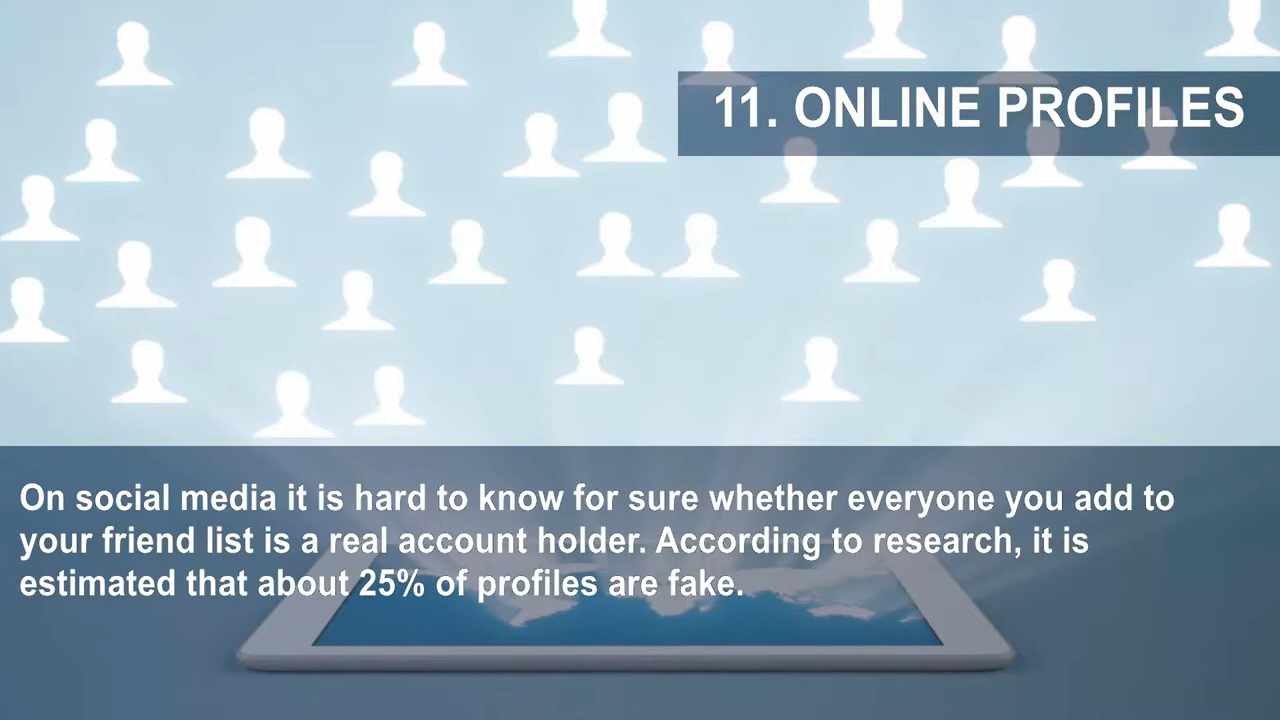 11. ONLINE PROFILES
On social media it is hard to know for sure whether everyone you add to
your friend list is a real account holder. According to research, it is
estimated that about 25% of profiles are fake.